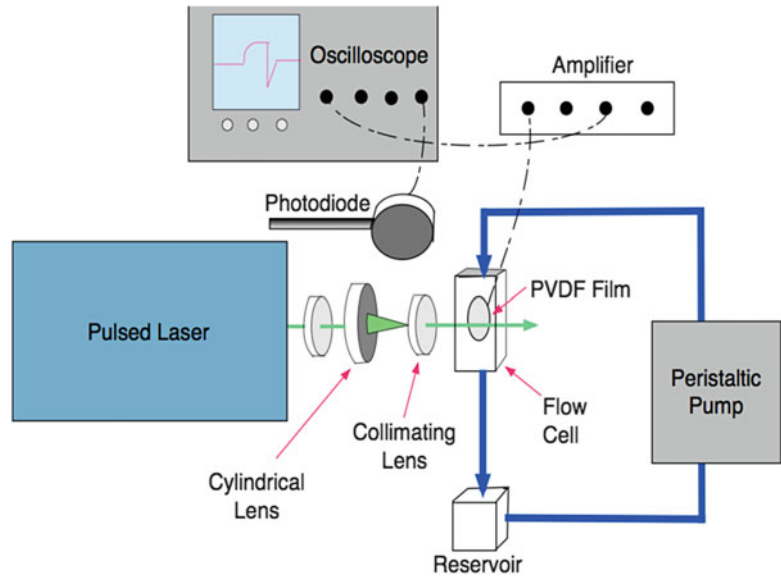 Oscilloscope
Amplifier
Photodiode
PVDF Film
Pulsed Laser
Peristaltic
Pump
Flow
Cell
Collimating
Lens
Cylindrical
Lens
Reservoir